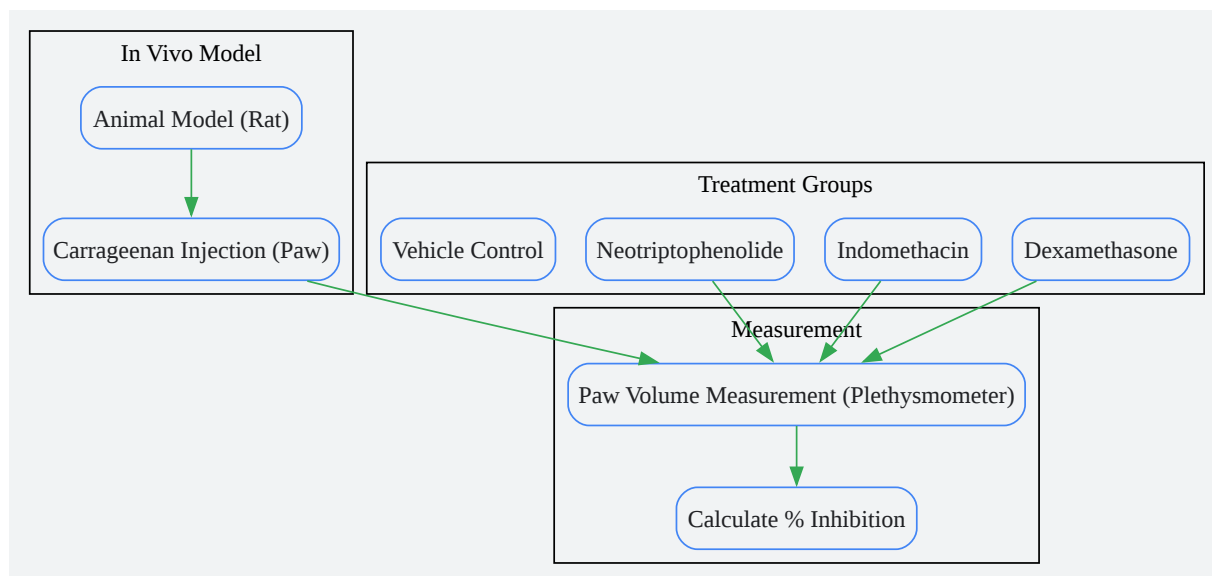 In Vivo Model
Animal Model (Rat)
Carrageenan Injection (Paw)
Treatment Groups
Vehicle Control
Neotriptophenolide
Indomethacin
Dexamethasone
Measurement
Paw Volume Measurement (Plethysmometer)
Calculate % Inhibition